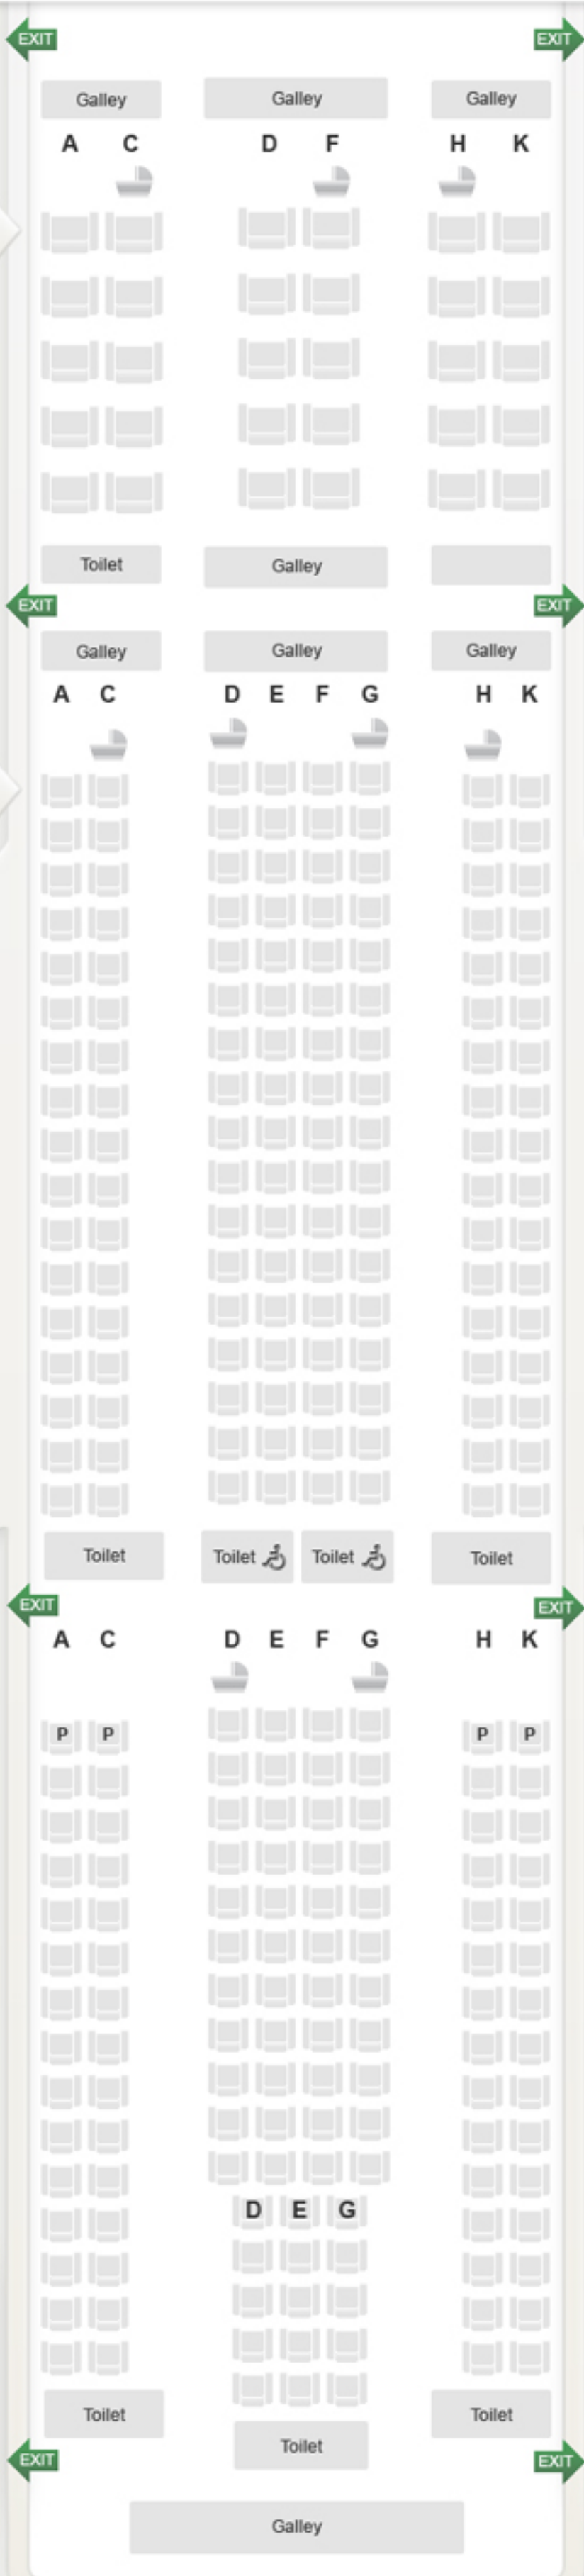 EXIT EXIT
Galley Galley Galley
A C D F H K
Toilet Galley
EXIT EXIT
Galley Galley Galley
A C D E F G H K
Toilet Toilet Toilet Toilet
EXIT EXIT
A C D E F G H K
P P P P
D E G
Toilet Toilet
Toilet
EXIT EXIT
Galley